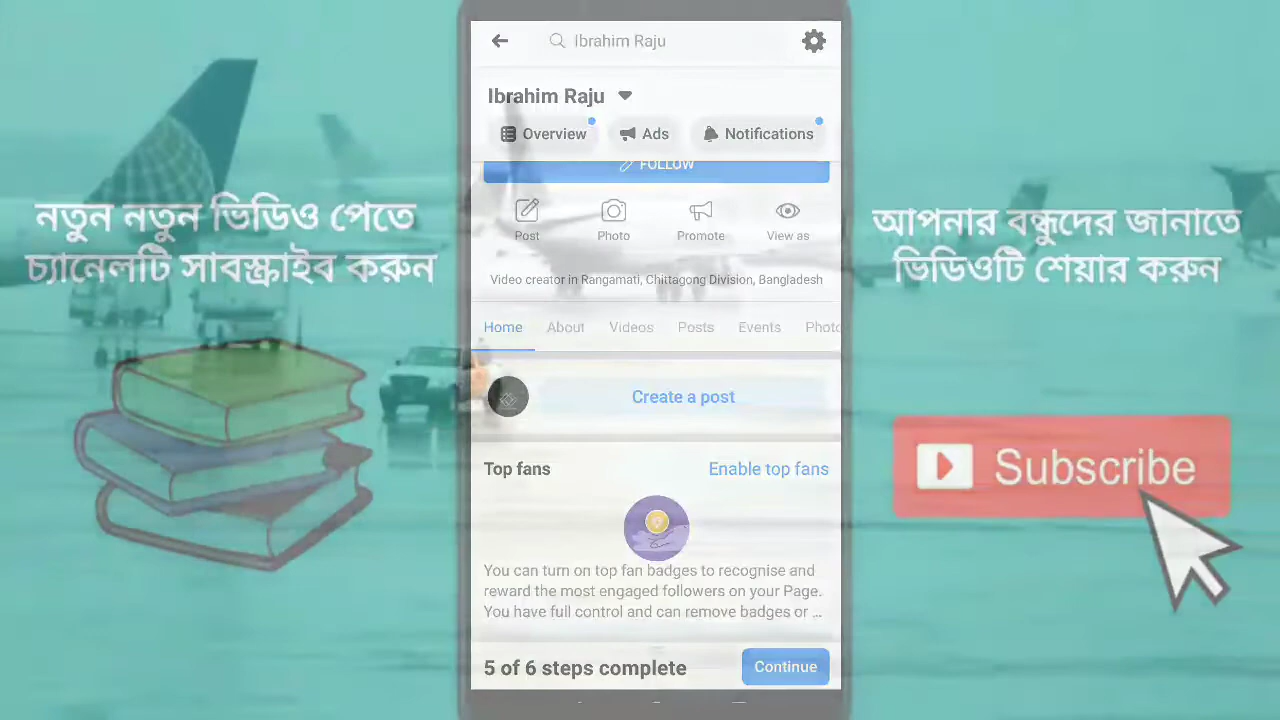 নতুন নতুন ভিডিও পেতে
চ্যানেলটি সাবস্ক্রাইব করুন
Ibrahim Raju
Ibrahim Raju
Overview
Ads
Notifications
FOLLOW
Post
Photo
Promote
View as
Video creator in Rangamati, Chittagong Division, Bangladesh
Home
About
Videos
Posts
Events
Photo
Create a post
Top fans
Enable top fans
You can turn on top fan badges to recognise and
reward the most engaged followers on your Page.
You have full control and can remove badges or ...
5 of 6 steps complete
Continue
আপনার বন্ধুদের জানাতে
ভিডিওটি শেয়ার করুন
Subscribe